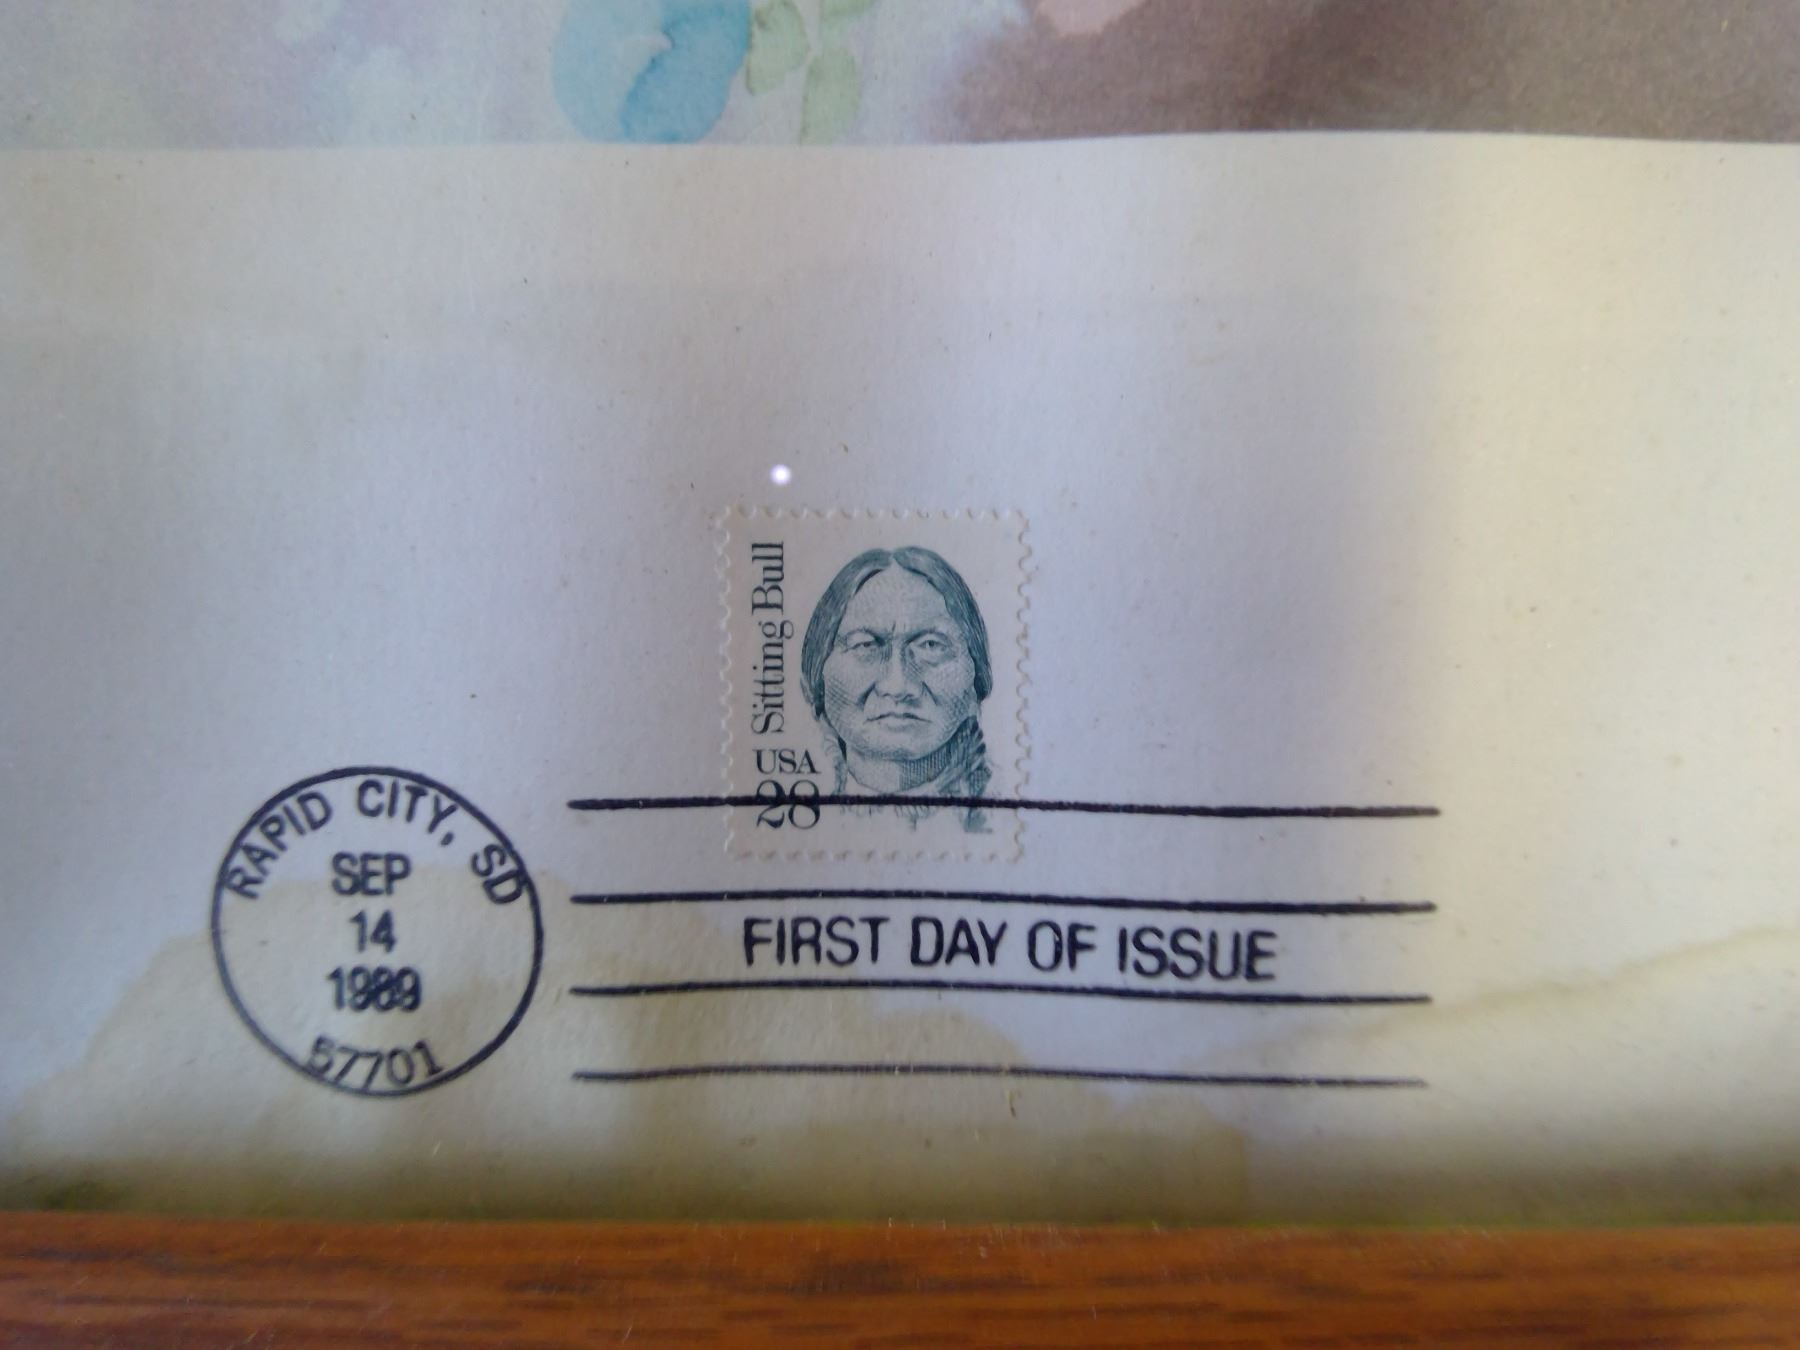 Sitting Bull
USA
28
RAPID CITY, SD
SEP
14
1989
57701
FIRST DAY OF ISSUE